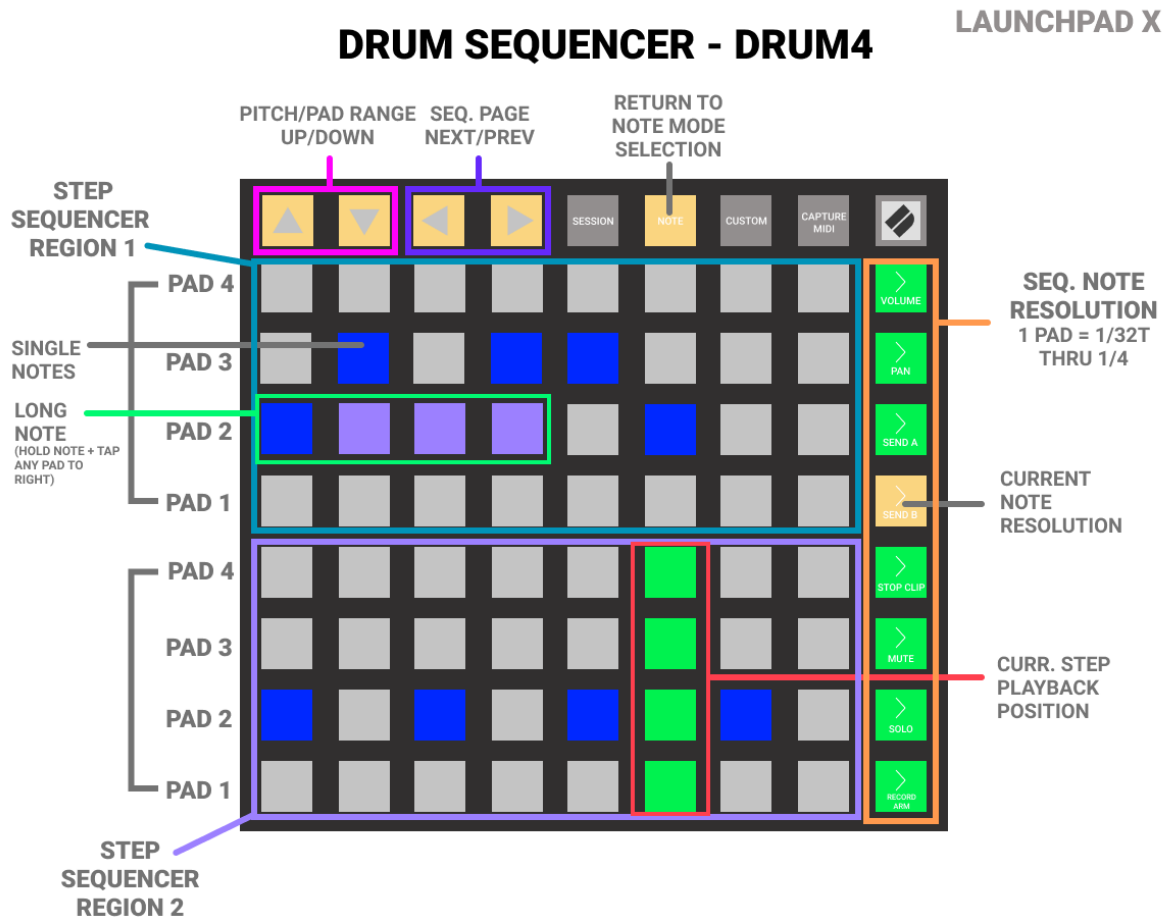 LAUNCHPAD X
DRUM SEQUENCER - DRUM4
PITCH/PAD RANGE
UP/DOWN
SEQ. PAGE
NEXT/PREV
RETURN TO
NOTE MODE
SELECTION
STEP
SEQUENCER
REGION 1
SESSION
NOTE
CUSTOM
CAPTURE
MIDI
PAD 4
VOLUME
SEQ. NOTE
RESOLUTION
1 PAD = 1/32T
THRU 1/4
SINGLE
NOTES
PAD 3
PAN
LONG
NOTE
(HOLD NOTE + TAP
ANY PAD TO
RIGHT)
PAD 2
SEND A
PAD 1
SEND B
CURRENT
NOTE
RESOLUTION
PAD 4
STOP CLIP
PAD 3
MUTE
CURR. STEP
PLAYBACK
POSITION
PAD 2
SOLO
PAD 1
RECORD
ARM
STEP
SEQUENCER
REGION 2